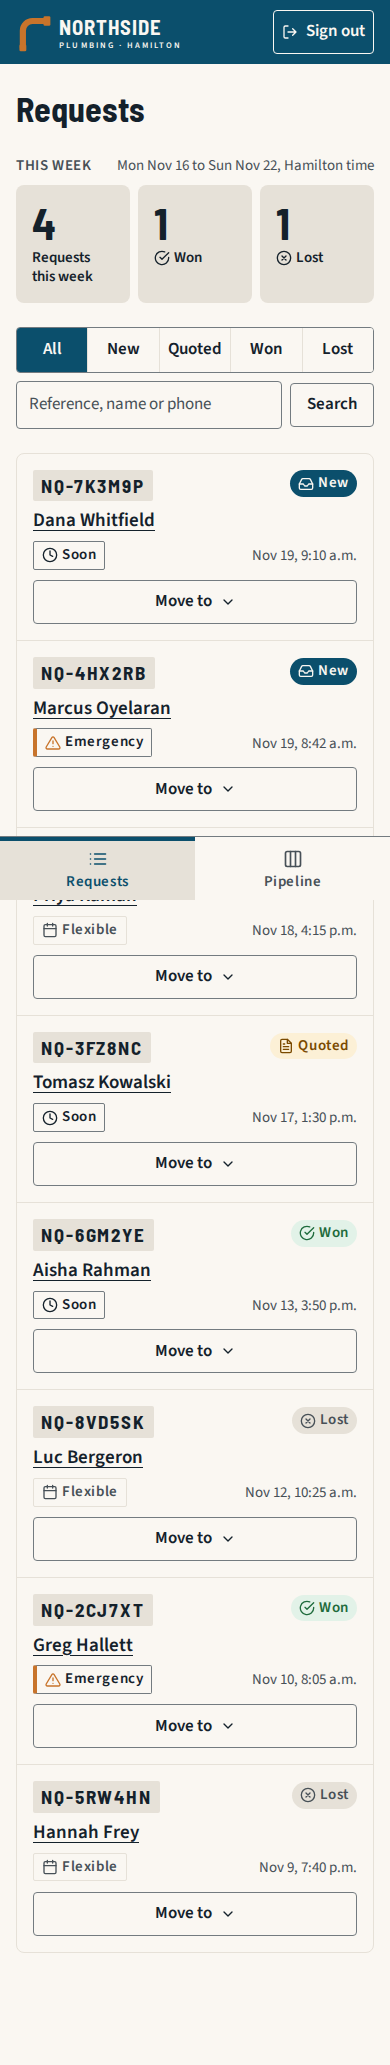 NORTHSIDE
PLUMBING · HAMILTON
Sign out
Requests
THIS WEEK Mon Nov 16 to Sun Nov 22, Hamilton time
4 1 1
Requests this week Won Lost
All New Quoted Won Lost
Reference, name or phone Search
NQ-7K3M9P New
Dana Whitfield
Soon Nov 19, 9:10 a.m.
Move to
NQ-4HX2RB New
Marcus Oyelaran
Emergency Nov 19, 8:42 a.m.
Move to
Requests Pipeline
Flexible Nov 18, 4:15 p.m.
Move to
NQ-3FZ8NC Quoted
Tomasz Kowalski
Soon Nov 17, 1:30 p.m.
Move to
NQ-6GM2YE Won
Aisha Rahman
Soon Nov 13, 3:50 p.m.
Move to
NQ-8VD5SK Lost
Luc Bergeron
Flexible Nov 12, 10:25 a.m.
Move to
NQ-2CJ7XT Won
Greg Hallett
Emergency Nov 10, 8:05 a.m.
Move to
NQ-5RW4HN Lost
Hannah Frey
Flexible Nov 9, 7:40 p.m.
Move to